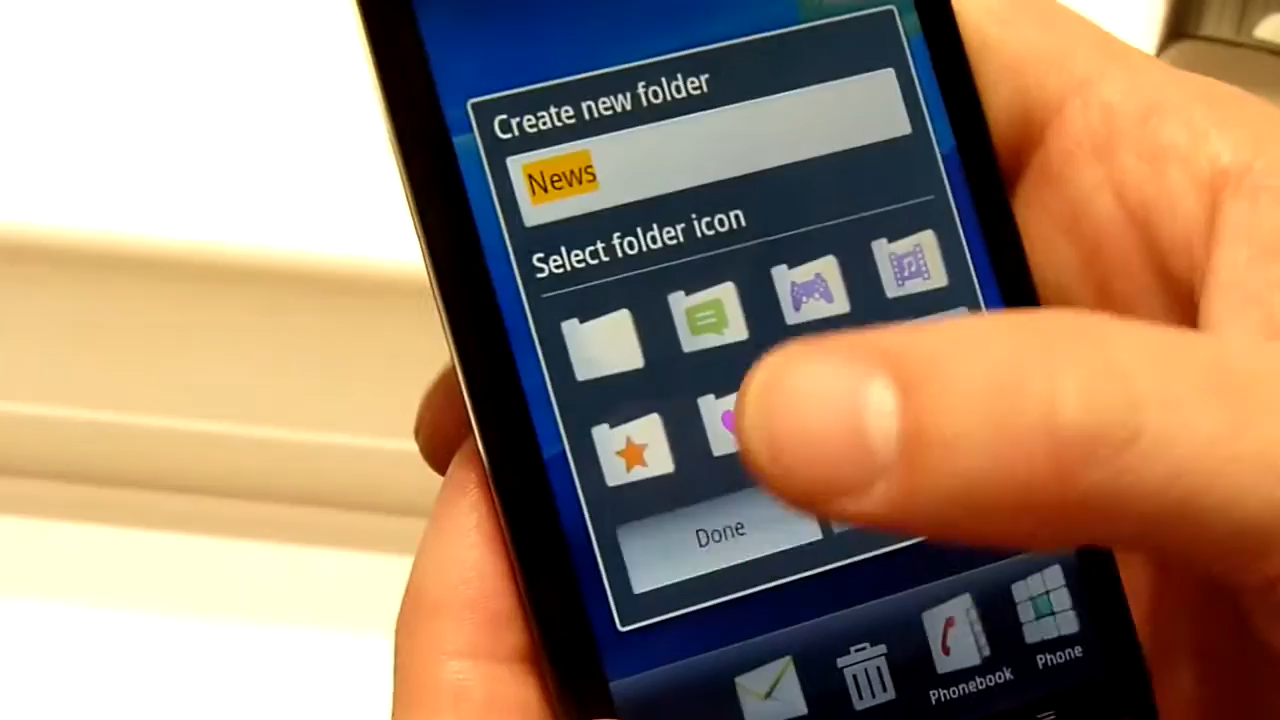 Create new folder
News
Select folder icon
Done
Phonebook
Phone